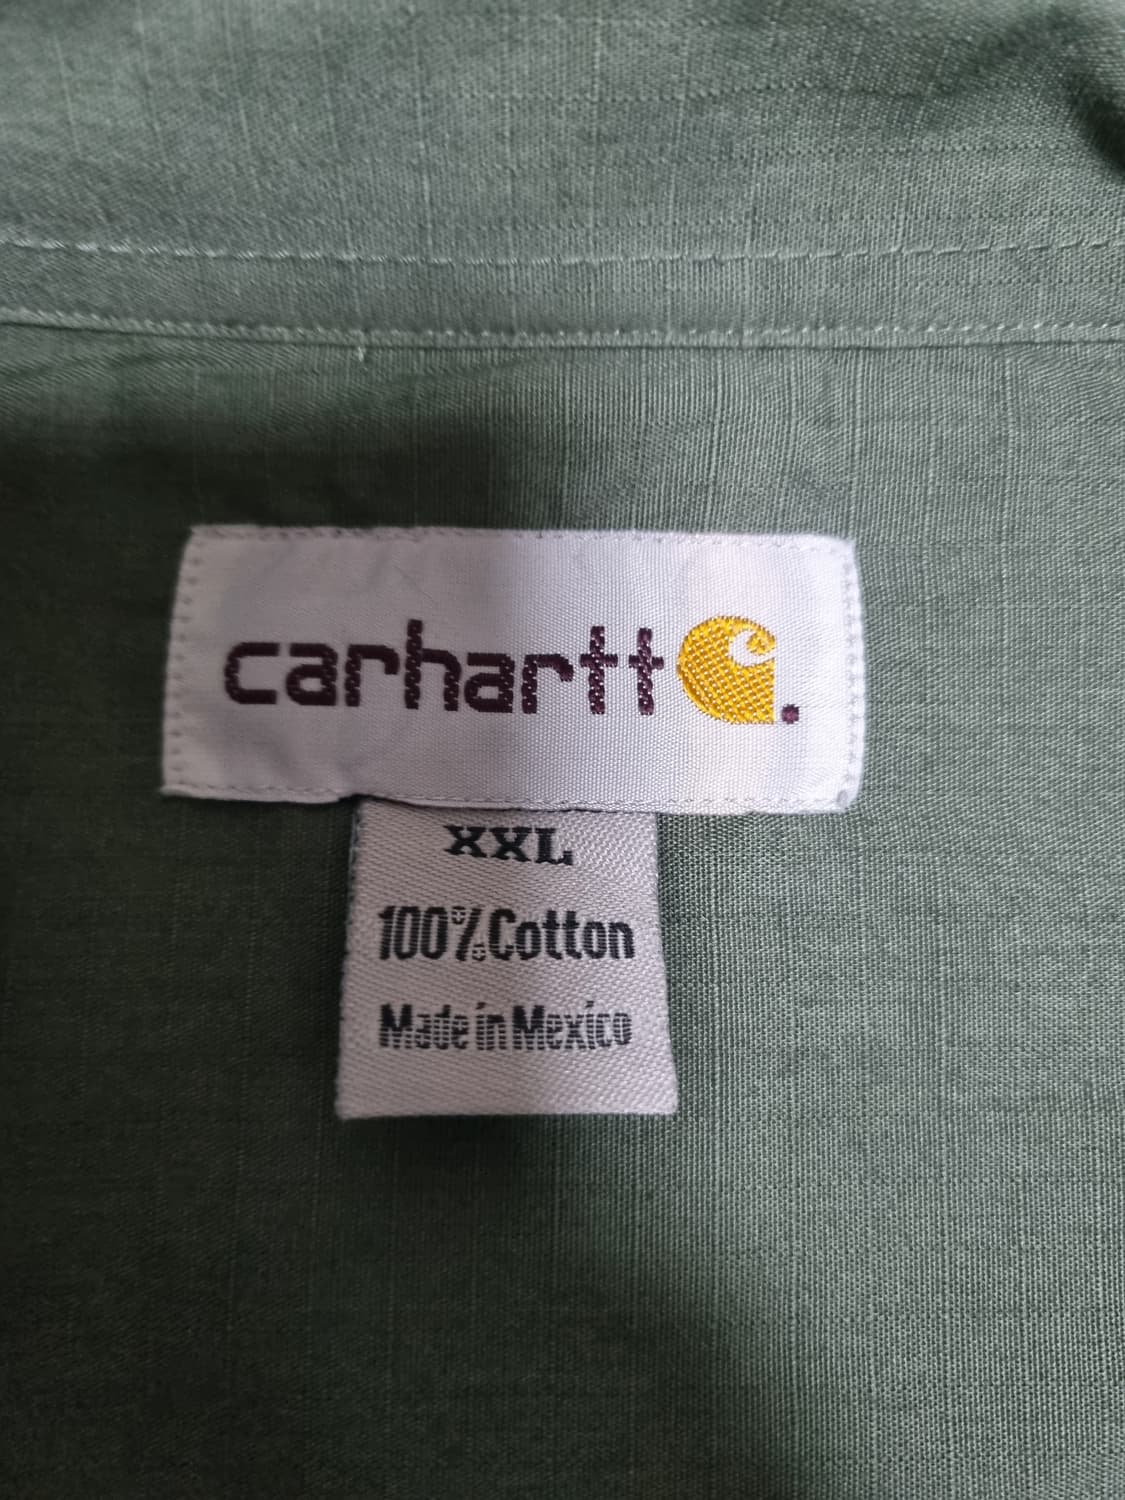 carhartt.
XXL
100% Cotton
Made in Mexico